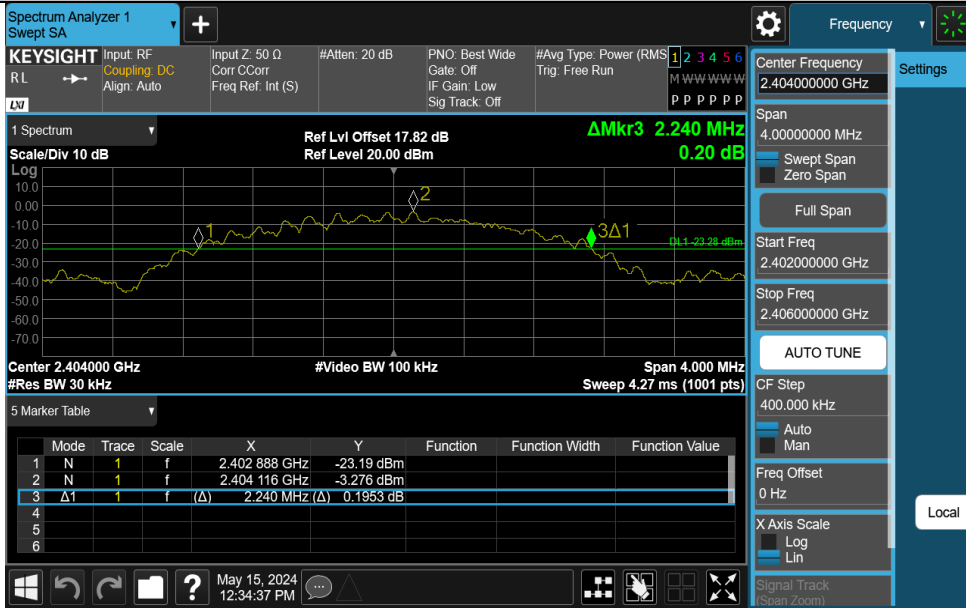 Spectrum Analyzer 1
Swept SA
+
Frequency
KEYSIGHT
RL
LXI
Input: RF
Coupling: DC
Align: Auto
Input Z: 50 Ω
Corr CCorr
Freq Ref: Int (S)
#Atten: 20 dB
PNO: Best Wide
Gate: Off
IF Gain: Low
Sig Track: Off
#Avg Type: Power (RMS
Trig: Free Run
1 2 3 4 5 6
M W W W W W
P P P P P P
1 Spectrum
Scale/Div 10 dB
Ref Lvl Offset 17.82 dB
Ref Level 20.00 dBm
ΔMkr3 2.240 MHz
0.20 dB
Log
10.0
0.00
-10.0
-20.0
-30.0
-40.0
-50.0
-60.0
-70.0
1
2
3Δ1
DL1 -23.28 dBm
Center 2.404000 GHz
#Res BW 30 kHz
#Video BW 100 kHz
Span 4.000 MHz
Sweep 4.27 ms (1001 pts)
5 Marker Table
Mode Trace Scale X Y Function Function Width Function Value
1 N 1 f 2.402 888 GHz -23.19 dBm
2 N 1 f 2.404 116 GHz -3.276 dBm
3 Δ1 1 f (Δ) 2.240 MHz (Δ) 0.1953 dB
4
5
6
?
May 15, 2024
12:34:37 PM
Center Frequency
2.404000000 GHz
Settings
Span
4.00000000 MHz
Swept Span
Zero Span
Full Span
Start Freq
2.402000000 GHz
Stop Freq
2.406000000 GHz
AUTO TUNE
CF Step
400.000 kHz
Auto
Man
Freq Offset
0 Hz
Local
X Axis Scale
Log
Lin
Signal Track
(Span Zoom)